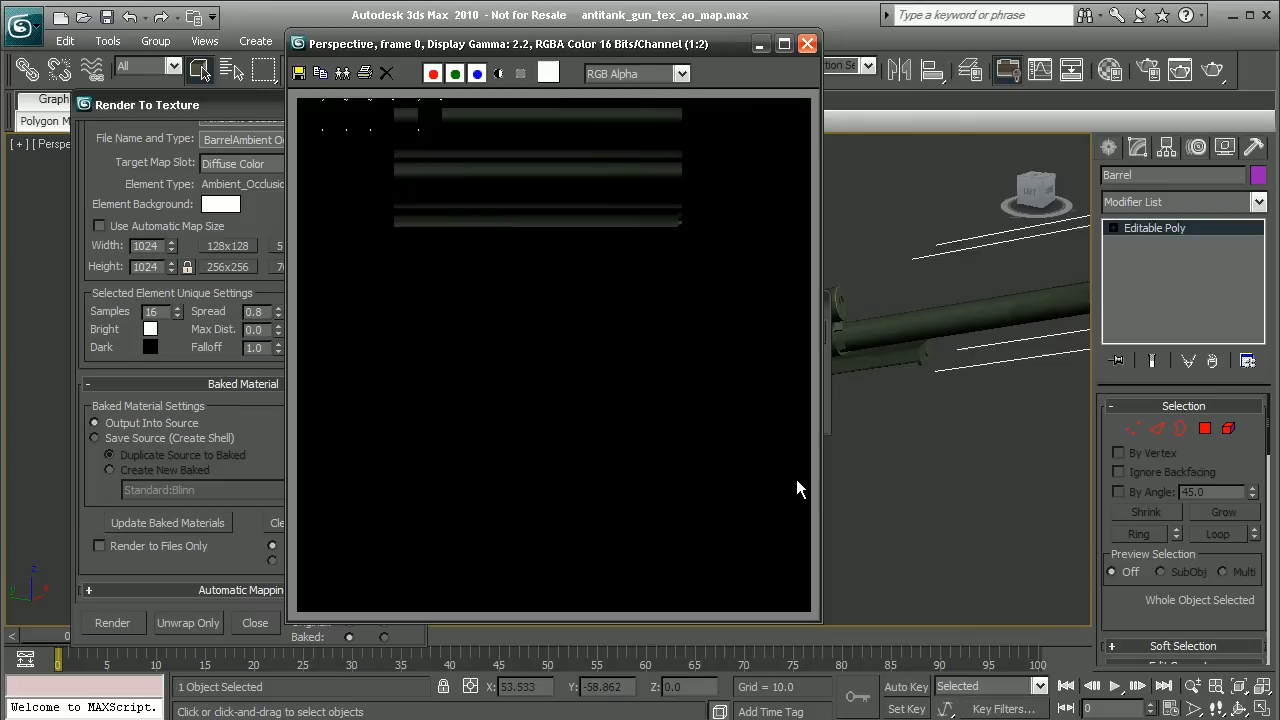 Autodesk 3ds Max 2010 - Not for Resale antitank_gun_tex_ao_map.max
Type a keyword or phrase
Edit Tools Group Views Create
Perspective, frame 0, Display Gamma: 2.2, RGBA Color 16 Bits/Channel (1:2)
All
RGB Alpha
Graph
Polygon M
Render To Texture
[ + ] [ Perspe
File Name and Type: BarrelAmbient Oc
Target Map Slot: Diffuse Color
Element Type: Ambient_Occlusi
Element Background:
Use Automatic Map Size
Width: 1024 128x128 5
Height: 1024 256x256
Selected Element Unique Settings
Samples 16 Spread 0.8
Bright Max Dist. 0.0
Dark Falloff 1.0
- Baked Material
Baked Material Settings
Output Into Source
Save Source (Create Shell)
Duplicate Source to Baked
Create New Baked
Standard:Blinn
Update Baked Materials Cle
Render to Files Only
+ Automatic Mappin
Render Unwrap Only Close
Baked:
Barrel
Modifier List
Editable Poly
- Selection
By Vertex
Ignore Backfacing
By Angle: 45.0
Shrink Grow
Ring Loop
Preview Selection
Off SubObj Multi
Whole Object Selected
+ Soft Selection
z
0 5 10 15 20 25 30 35 40 45 50 55 60 65 70 75 80 85 90 95 100
1 Object Selected X: 53.533 Y: -58.862 Z: 0.0 Grid = 10.0 Auto Key Selected
Welcome to MAXScript. Click or click-and-drag to select objects Add Time Tag Set Key Key Filters... 0